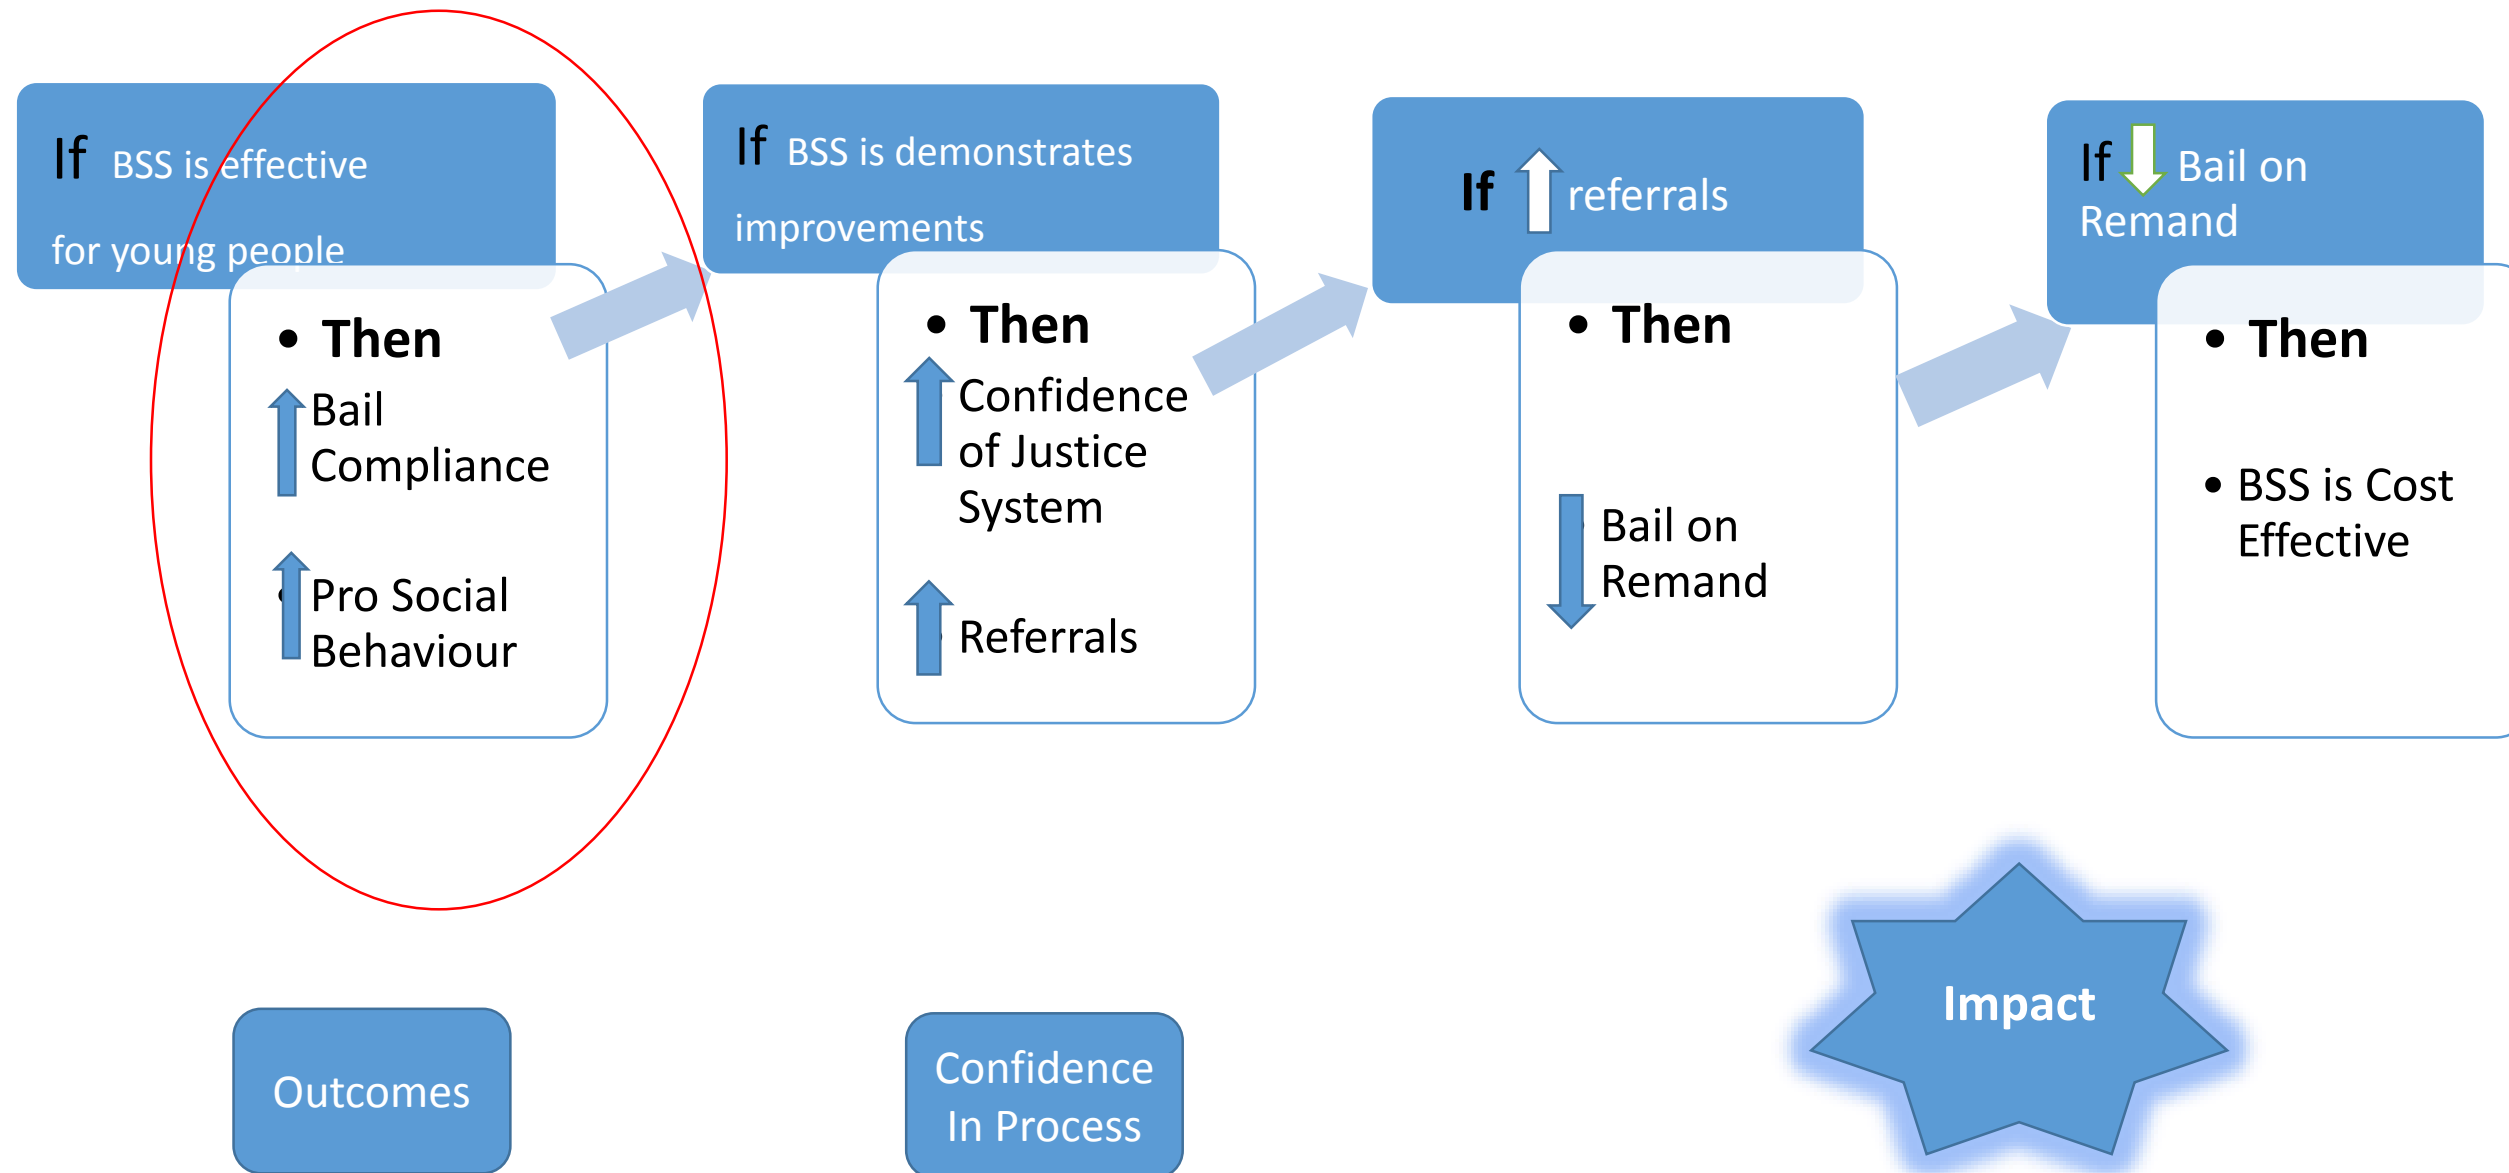 If BSS is effective
for young people
• Then
Bail
Compliance
• Pro Social
Behaviour
If BSS is demonstrates
improvements
• Then
• Confidence
of Justice
System
• Referrals
If referrals
• Then
• Bail on
Remand
If Bail on
Remand
• Then
• BSS is Cost
Effective
Outcomes
Confidence
In Process
Impact